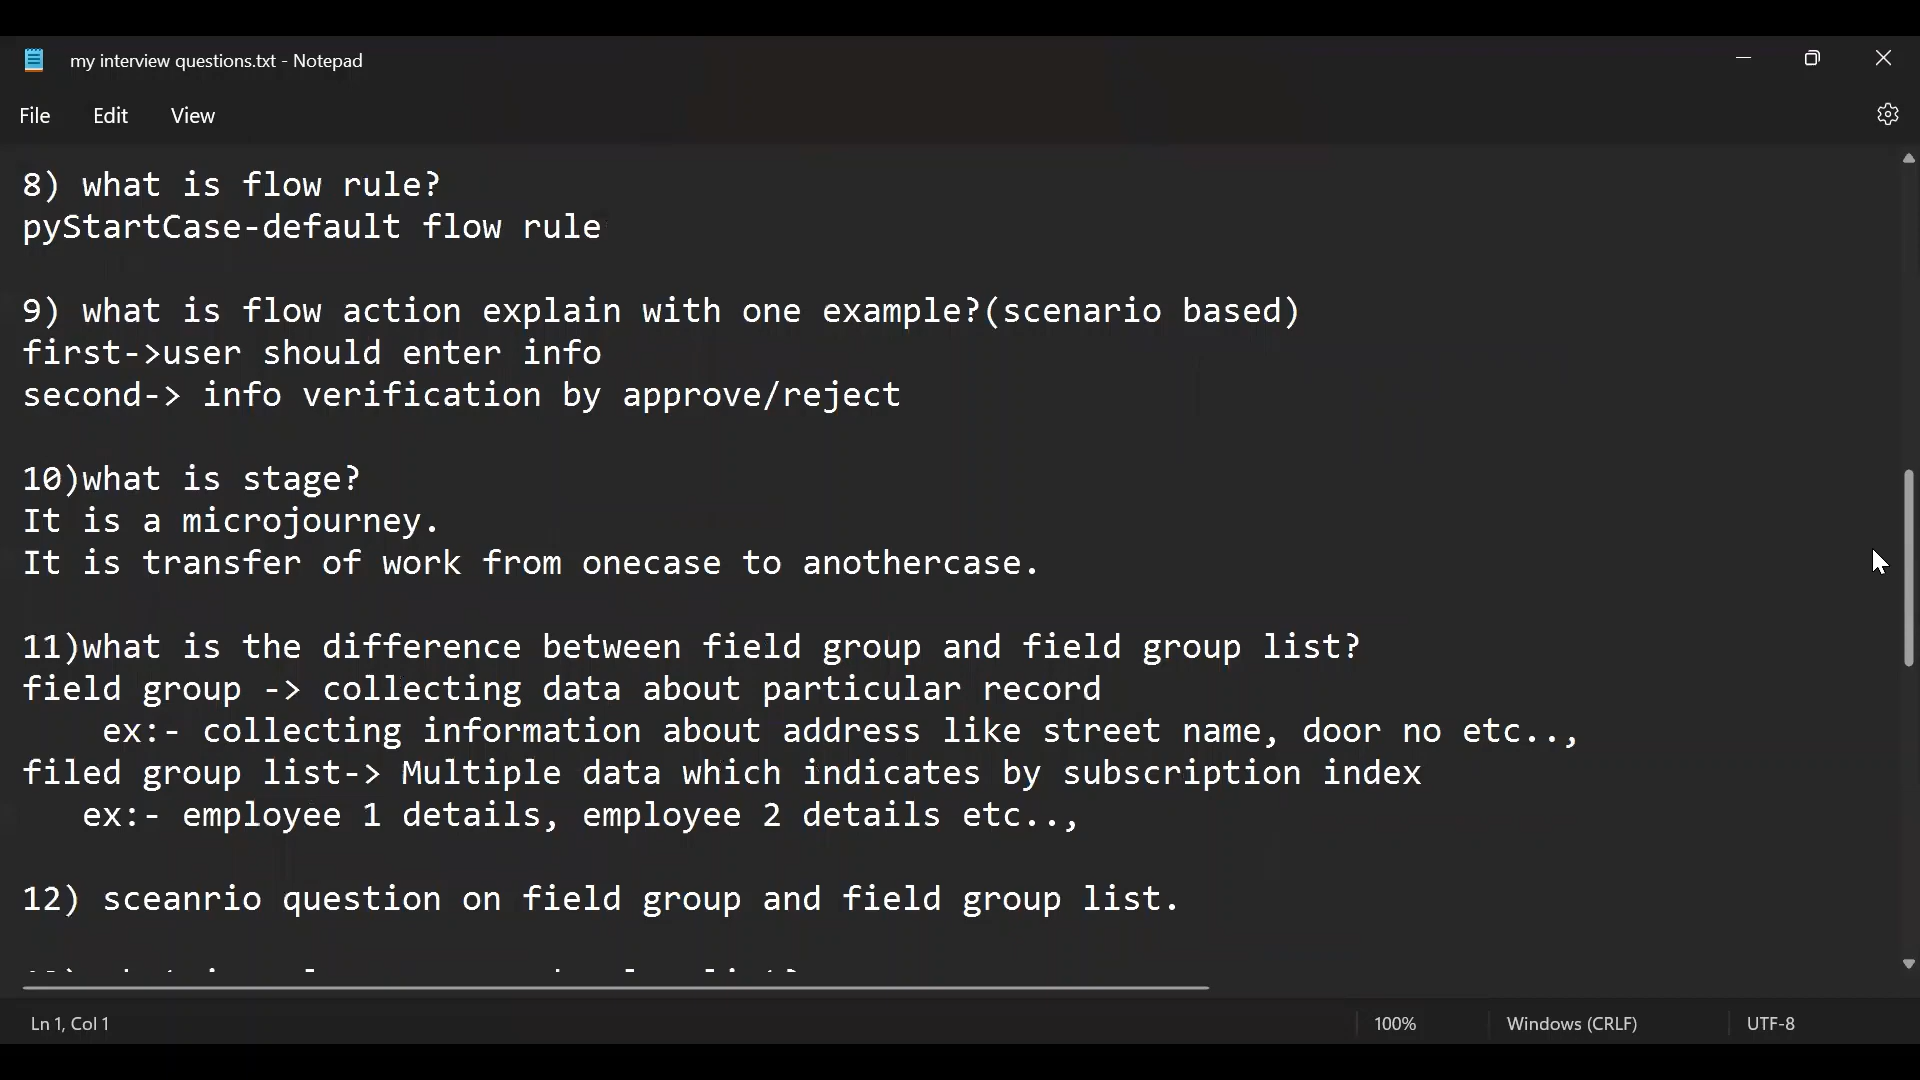 my interview questions.txt - Notepad
File Edit View
8) what is flow rule?
pyStartCase-default flow rule
9) what is flow action explain with one example?(scenario based)
first->user should enter info
second-> info verification by approve/reject
10)what is stage?
It is a microjourney.
It is transfer of work from onecase to anothercase.
11)what is the difference between field group and field group list?
field group -> collecting data about particular record
ex:- collecting information about address like street name, door no etc..,
filed group list-> Multiple data which indicates by subscription index
ex:- employee 1 details, employee 2 details etc..,
12) sceanrio question on field group and field group list.
Ln 1, Col 1 100% Windows (CRLF) UTF-8